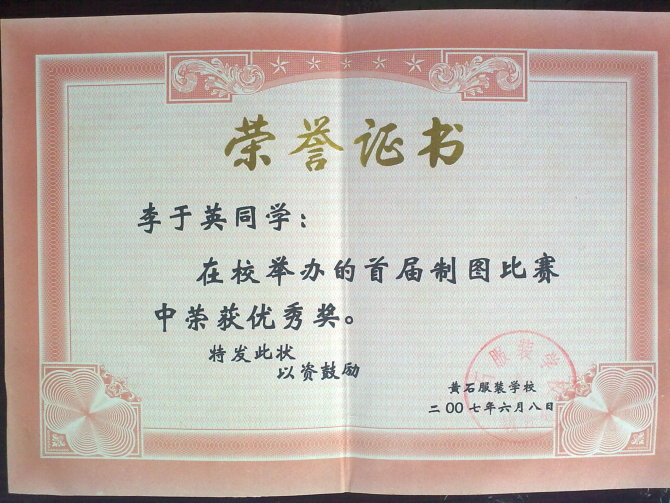 荣誉证书
李于英同学：
在校举办的首届制图比赛
中荣获优秀奖。
特发此状
以资鼓励
黄石服装学校
二00七年六月八日